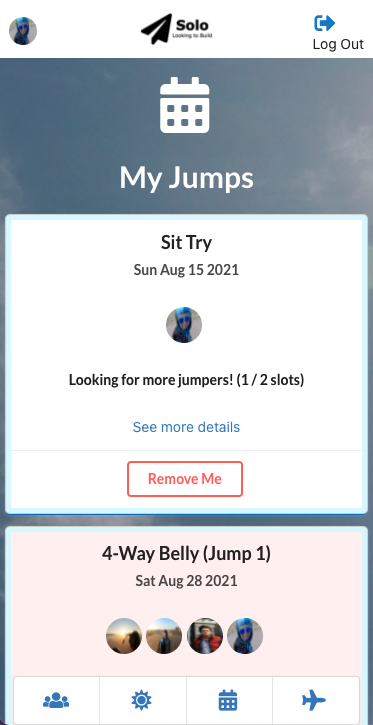 Solo
Looking to Build
Log Out
My Jumps
Sit Try
Sun Aug 15 2021
Looking for more jumpers! (1 / 2 slots)
See more details
Remove Me
4-Way Belly (Jump 1)
Sat Aug 28 2021